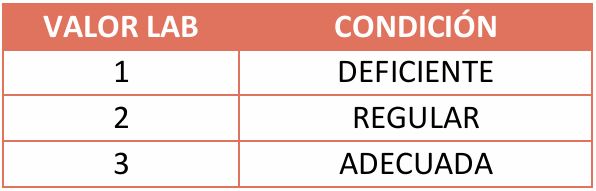 VALOR LAB CONDICIÓN
1 DEFICIENTE
2 REGULAR
3 ADECUADA